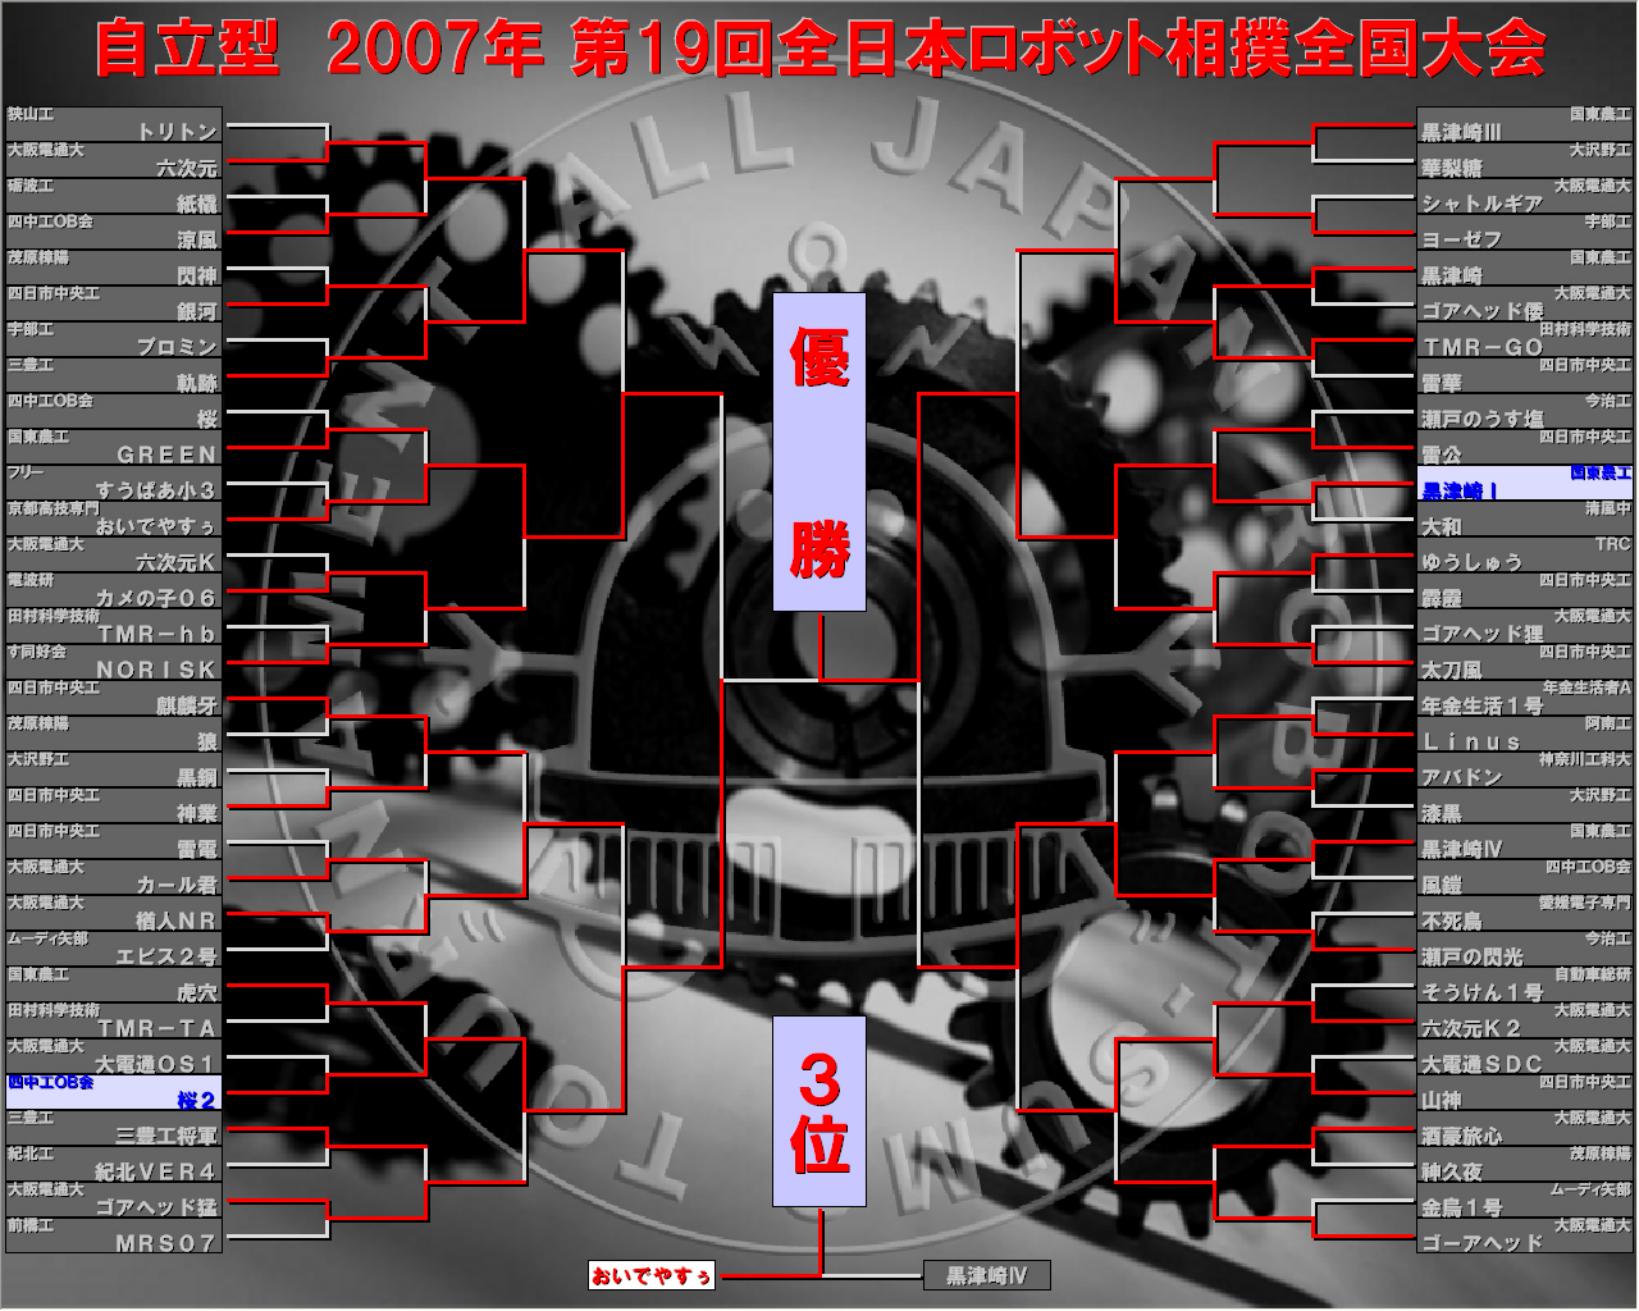 自立型 2007年 第19回全日本ロボット相撲全国大会
狭山工
トリトン
大阪電通大
六次元
砺波工
紙橇
四中工OB会
涼風
茂原樟陽
閃神
四日市中央工
銀河
宇部工
プロミン
三豊工
軌跡
四中工OB会
桜
国東農工
GREEN
フリー
すうぱあ小3
京都高技専門
おいでやすぅ
大阪電通大
六次元K
電波研
カメの子06
田村科学技術
TMR-hb
す同好会
NORISK
四日市中央工
麒麟牙
茂原樟陽
狼
大沢野工
黒鋼
四日市中央工
神業
四日市中央工
雷電
大阪電通大
カール君
大阪電通大
楢人NR
ムーディ矢部
エビス2号
国東農工
虎穴
田村科学技術
TMR-TA
大阪電通大
大電通OS1
四中工OB会
桜2
三豊工
三豊工将軍
紀北工
紀北VER4
大阪電通大
ゴアヘッド猛
前橋工
MRS07
優勝
3位
おいでやすぅ
黒津崎Ⅳ
国東農工
黒津崎Ⅲ
大沢野工
華梨糖
大阪電通大
シャトルギア
宇部工
ヨーゼフ
国東農工
黒津崎
大阪電通大
ゴアヘッド倭
田村科学技術
TMR-GO
四日市中央工
雷華
今治工
瀬戸のうす塩
四日市中央工
雷公
国東農工
黒津崎Ⅰ
清風中
大和
TRC
ゆうしゅう
四日市中央工
霹靂
大阪電通大
ゴアヘッド狸
四日市中央工
太刀風
年金生活者A
年金生活1号
阿南工
Linus
神奈川工科大
アバドン
大沢野工
漆黒
国東農工
黒津崎Ⅳ
四中工OB会
風鎧
愛媛電子専門
不死鳥
今治工
瀬戸の閃光
自動車総研
そうけん1号
大阪電通大
六次元K2
大阪電通大
大電通SDC
四日市中央工
山神
大阪電通大
酒豪旅心
茂原樟陽
神久夜
ムーディ矢部
金鳥1号
大阪電通大
ゴーアヘッド
ALL JAPAN ROBOT-SUMO TOURNAMENT